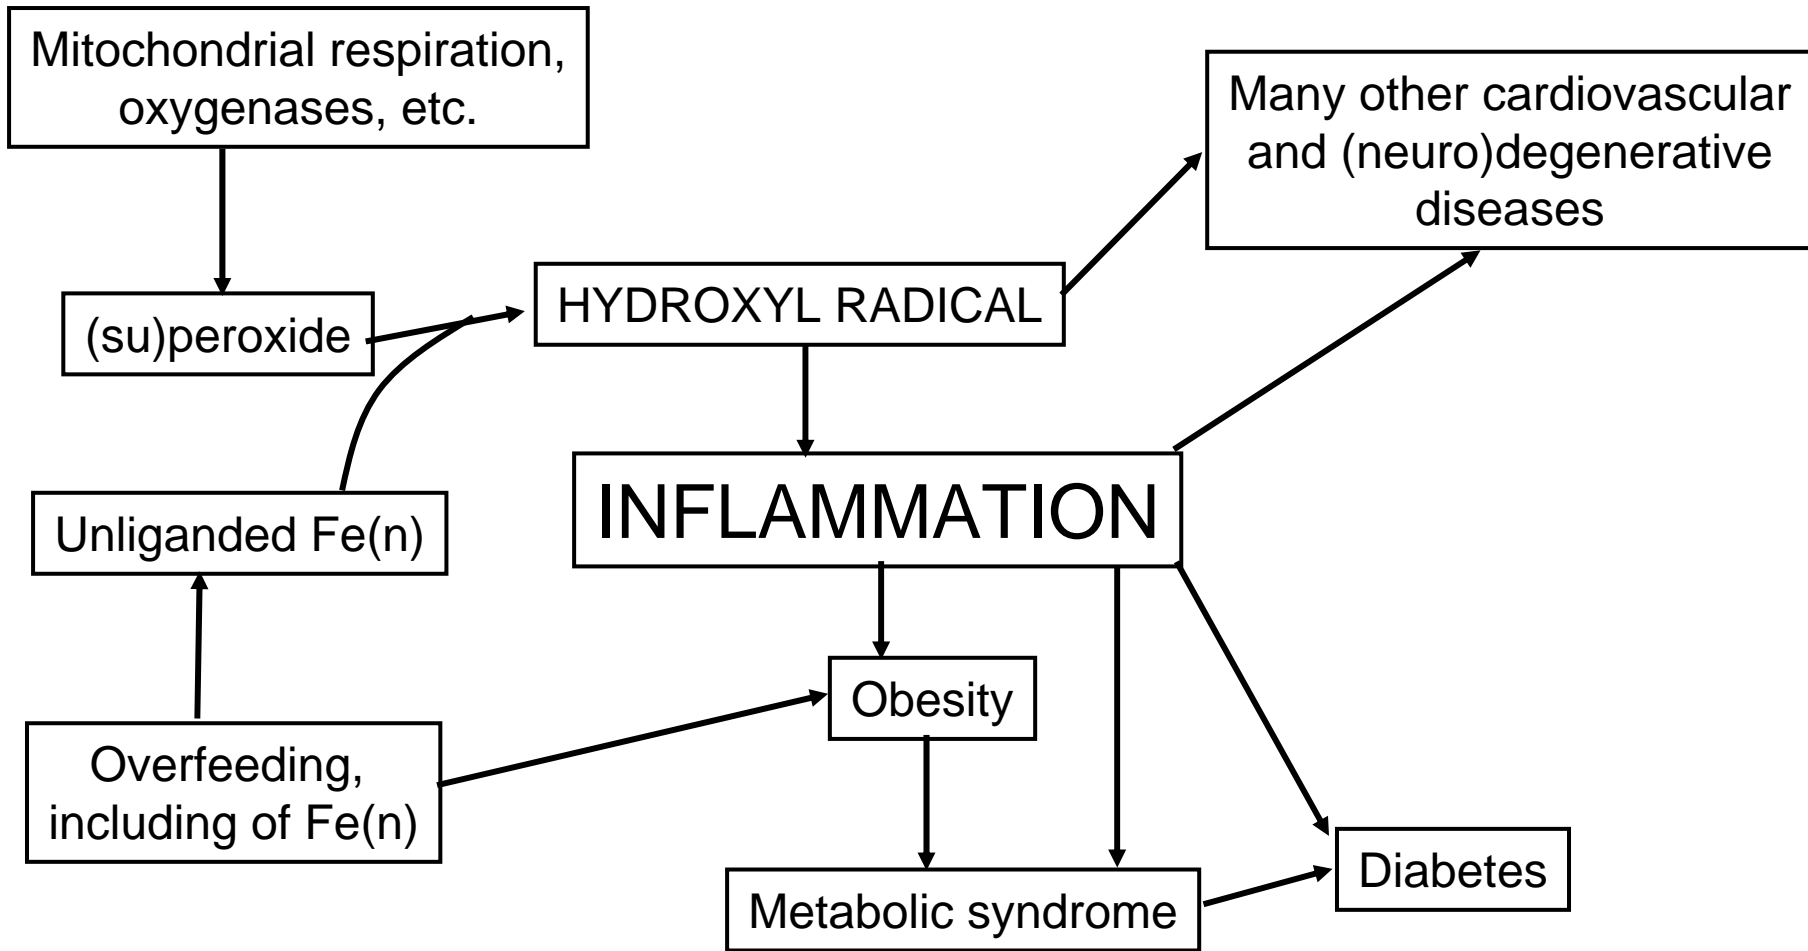 Mitochondrial respiration,
oxygenases, etc.
Many other cardiovascular
and (neuro)degenerative
diseases
(su)peroxide
HYDROXYL RADICAL
INFLAMMATION
Unliganded Fe(n)
Obesity
Overfeeding,
including of Fe(n)
Diabetes
Metabolic syndrome